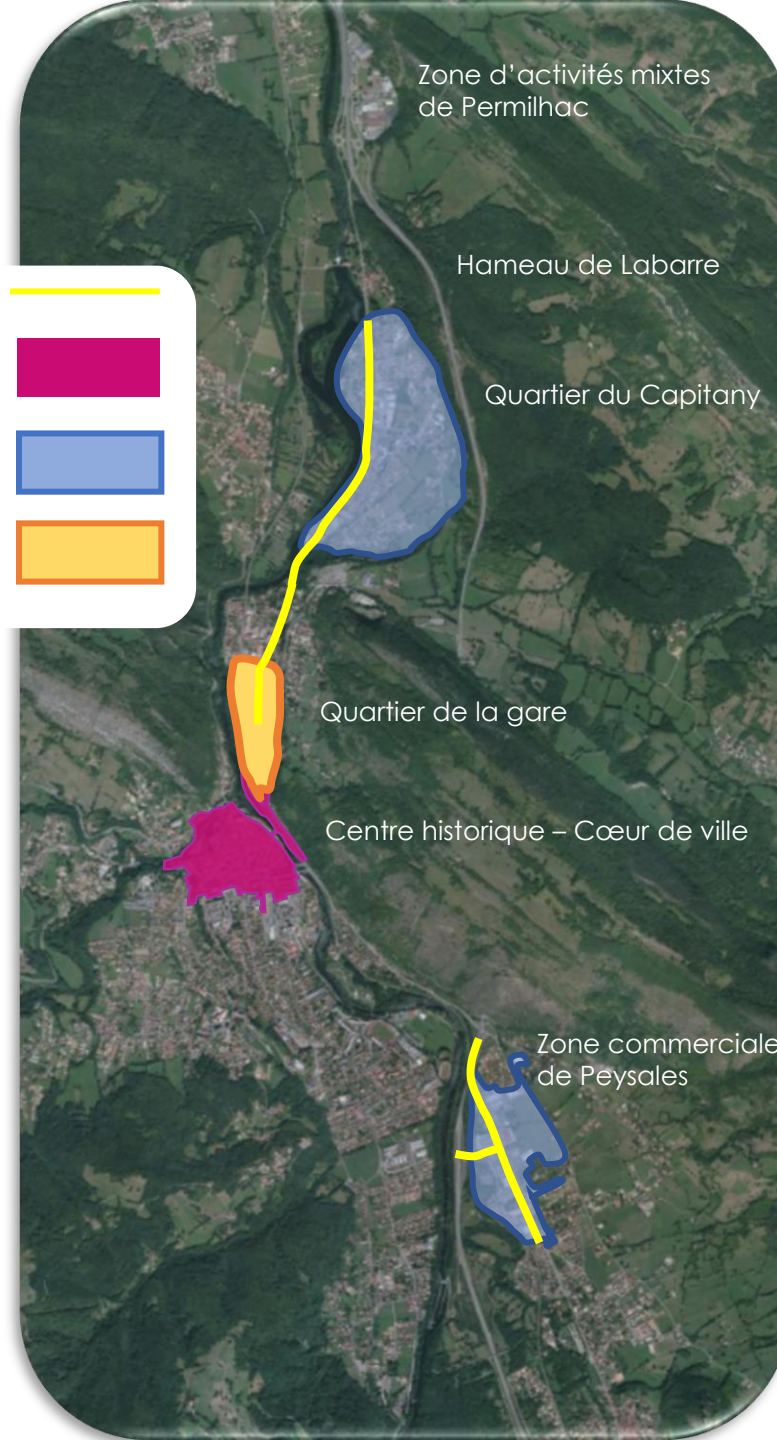 Zone d’activités mixtes
de Permilhac
Hameau de Labarre
Quartier du Capitany
Quartier de la gare
Centre historique – Cœur de ville
Zone commerciale
de Peysales